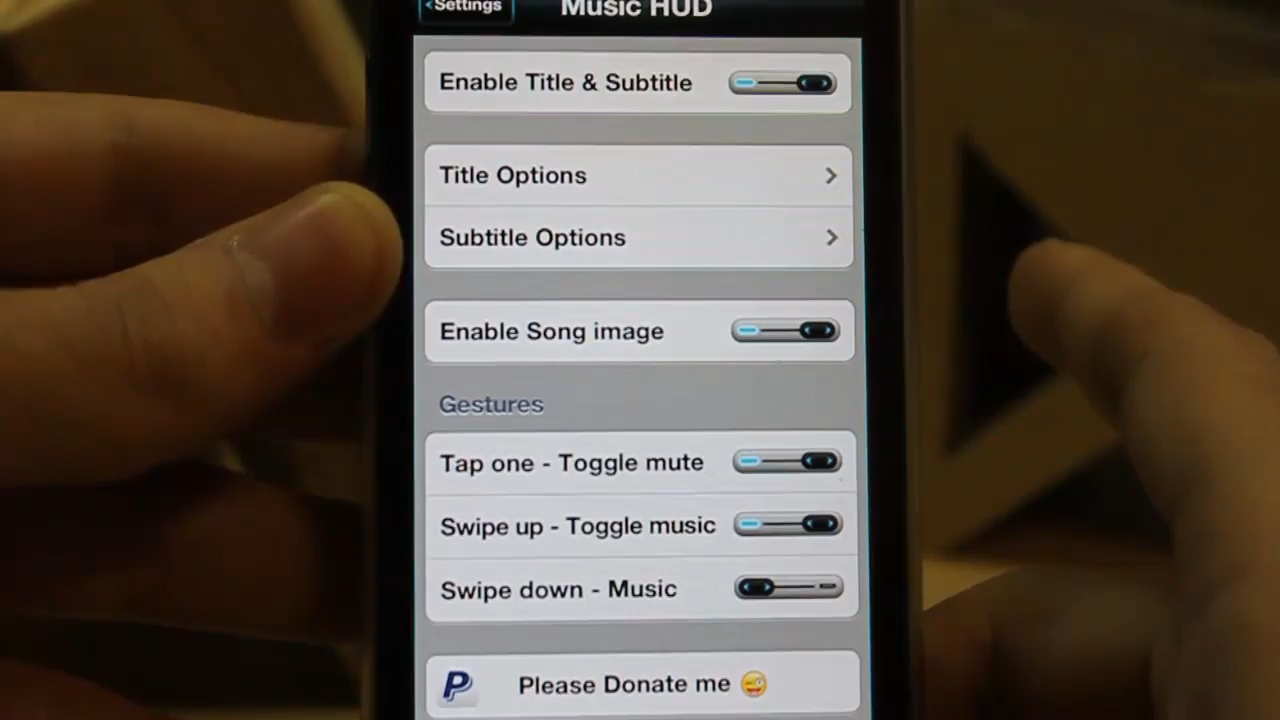 Settings
Music HUD
Enable Title & Subtitle
Title Options
Subtitle Options
Enable Song image
Gestures
Tap one - Toggle mute
Swipe up - Toggle music
Swipe down - Music
Please Donate me 😜